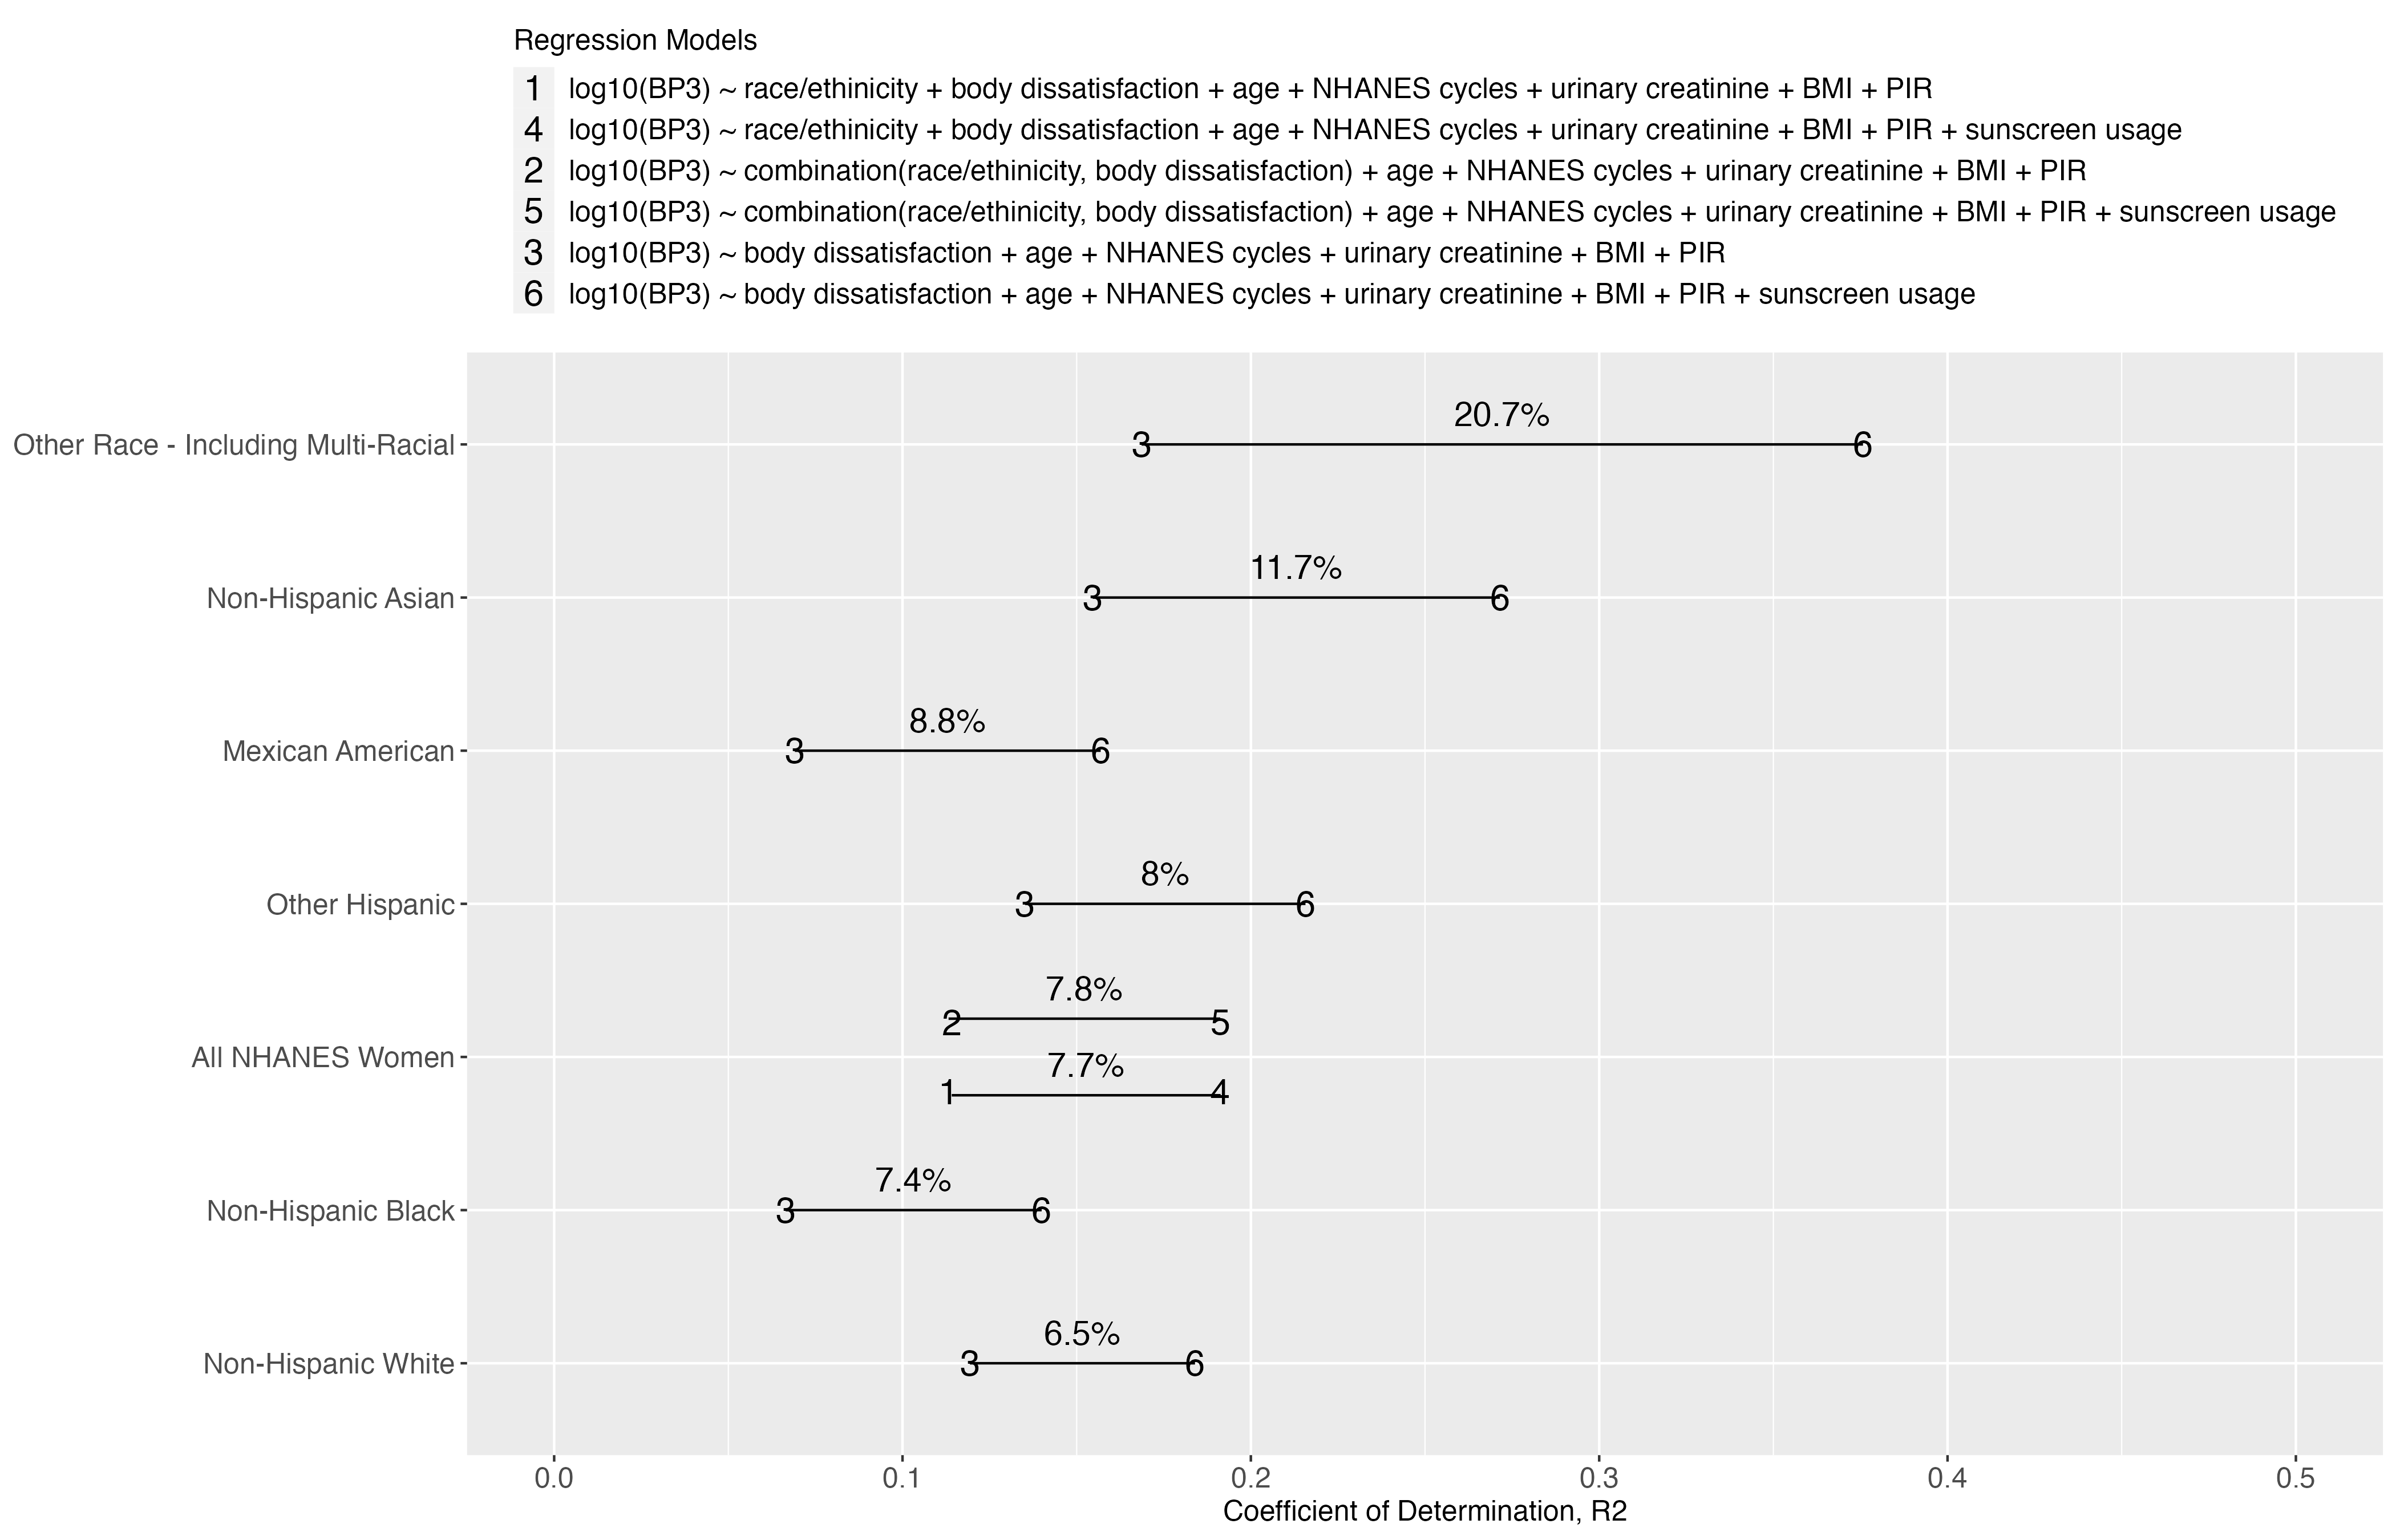 Regression Models
1 log10(BP3) ~ race/ethinicity + body dissatisfaction + age + NHANES cycles + urinary creatinine + BMI + PIR
4 log10(BP3) ~ race/ethinicity + body dissatisfaction + age + NHANES cycles + urinary creatinine + BMI + PIR + sunscreen usage
2 log10(BP3) ~ combination(race/ethinicity, body dissatisfaction) + age + NHANES cycles + urinary creatinine + BMI + PIR
5 log10(BP3) ~ combination(race/ethinicity, body dissatisfaction) + age + NHANES cycles + urinary creatinine + BMI + PIR + sunscreen usage
3 log10(BP3) ~ body dissatisfaction + age + NHANES cycles + urinary creatinine + BMI + PIR
6 log10(BP3) ~ body dissatisfaction + age + NHANES cycles + urinary creatinine + BMI + PIR + sunscreen usage
20.7%
Other Race - Including Multi-Racial 3 6
11.7%
Non-Hispanic Asian 3 6
8.8%
Mexican American 3 6
8%
Other Hispanic 3 6
7.8%
2 5
All NHANES Women 7.7%
1 4
7.4%
Non-Hispanic Black 3 6
6.5%
Non-Hispanic White 3 6
0.0 0.1 0.2 0.3 0.4 0.5
Coefficient of Determination, R2